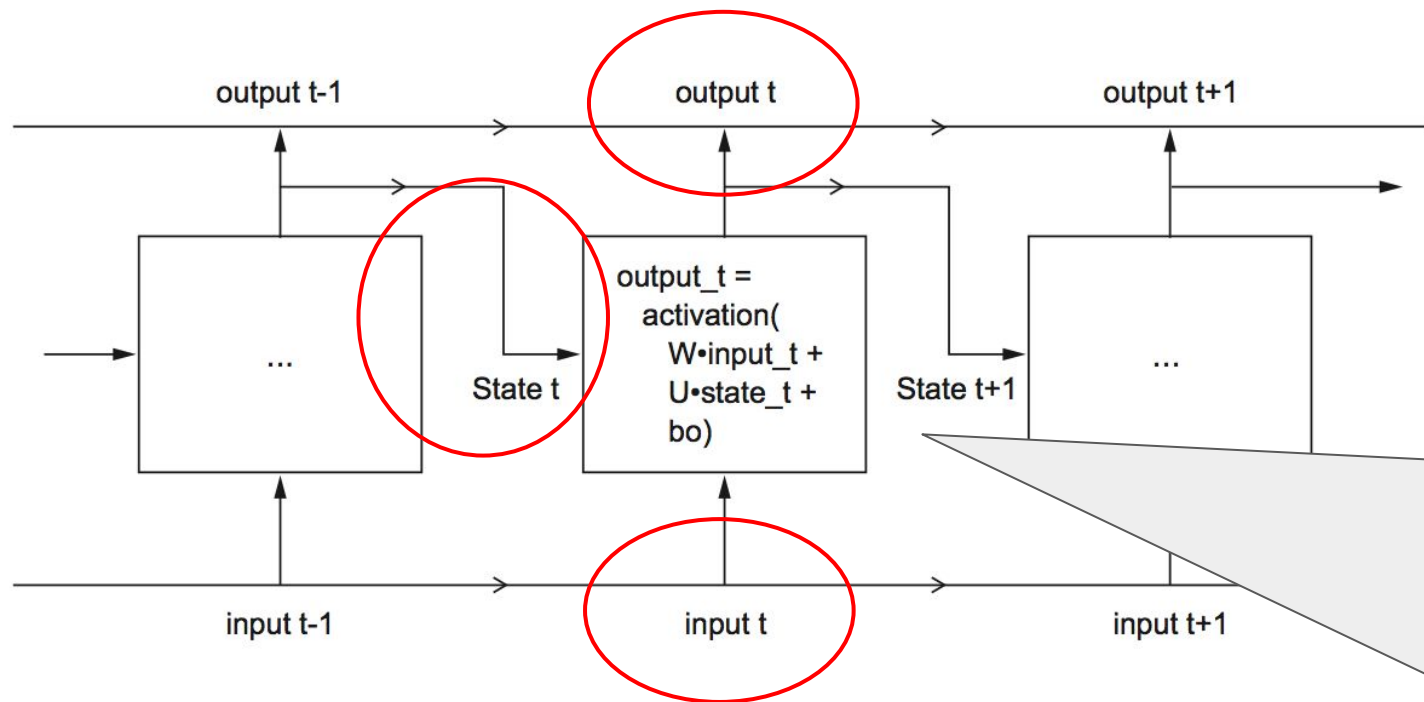 output t-1
output t
output t+1
...
output_t =
activation(
W•input_t +
U•state_t +
bo)
...
State t
State t+1
input t-1
input t
input t+1